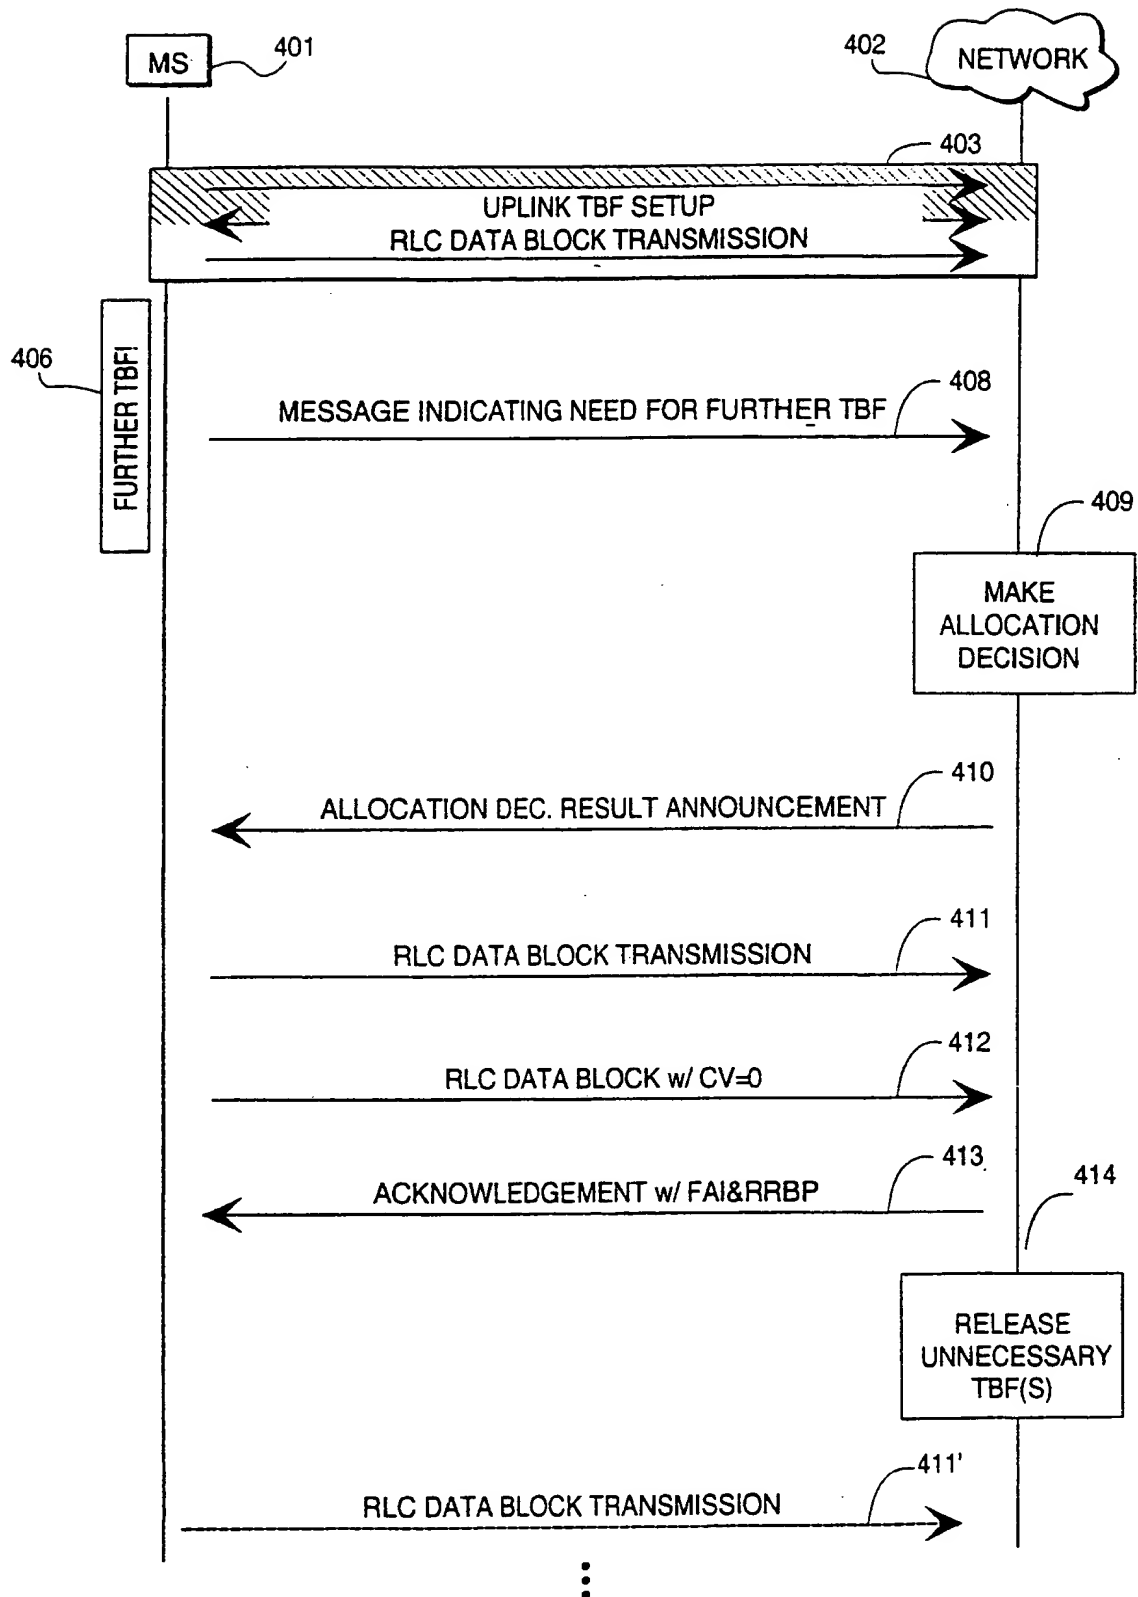 MS
401
402
NETWORK
403
UPLINK TBF SETUP
RLC DATA BLOCK TRANSMISSION
406
FURTHER TBF!
408
MESSAGE INDICATING NEED FOR FURTHER TBF
409
MAKE
ALLOCATION
DECISION
410
ALLOCATION DEC. RESULT ANNOUNCEMENT
411
RLC DATA BLOCK TRANSMISSION
412
RLC DATA BLOCK w/ CV=0
413
ACKNOWLEDGEMENT w/ FAI&RRBP
414
RELEASE
UNNECESSARY
TBF(S)
411'
RLC DATA BLOCK TRANSMISSION